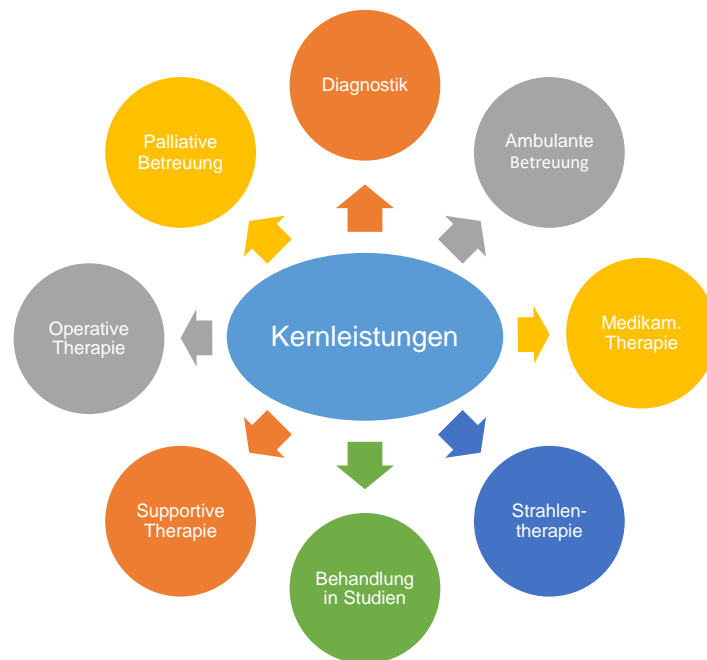 Diagnostik
Palliative
Betreuung
Ambulante
Betreuung
Operative
Therapie
Kernleistungen
Medikam.
Therapie
Supportive
Therapie
Strahlen-
therapie
Behandlung
in Studien